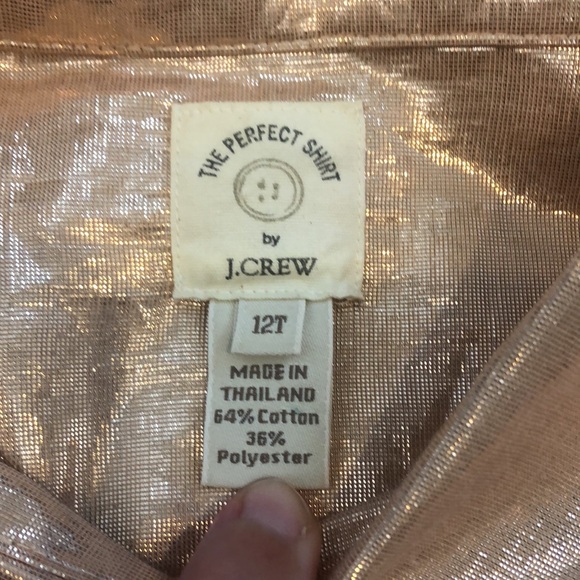 THE PERFECT SHIRT
by
J.CREW
12T
MADE IN
THAILAND
64% Cotton
36%
Polyester